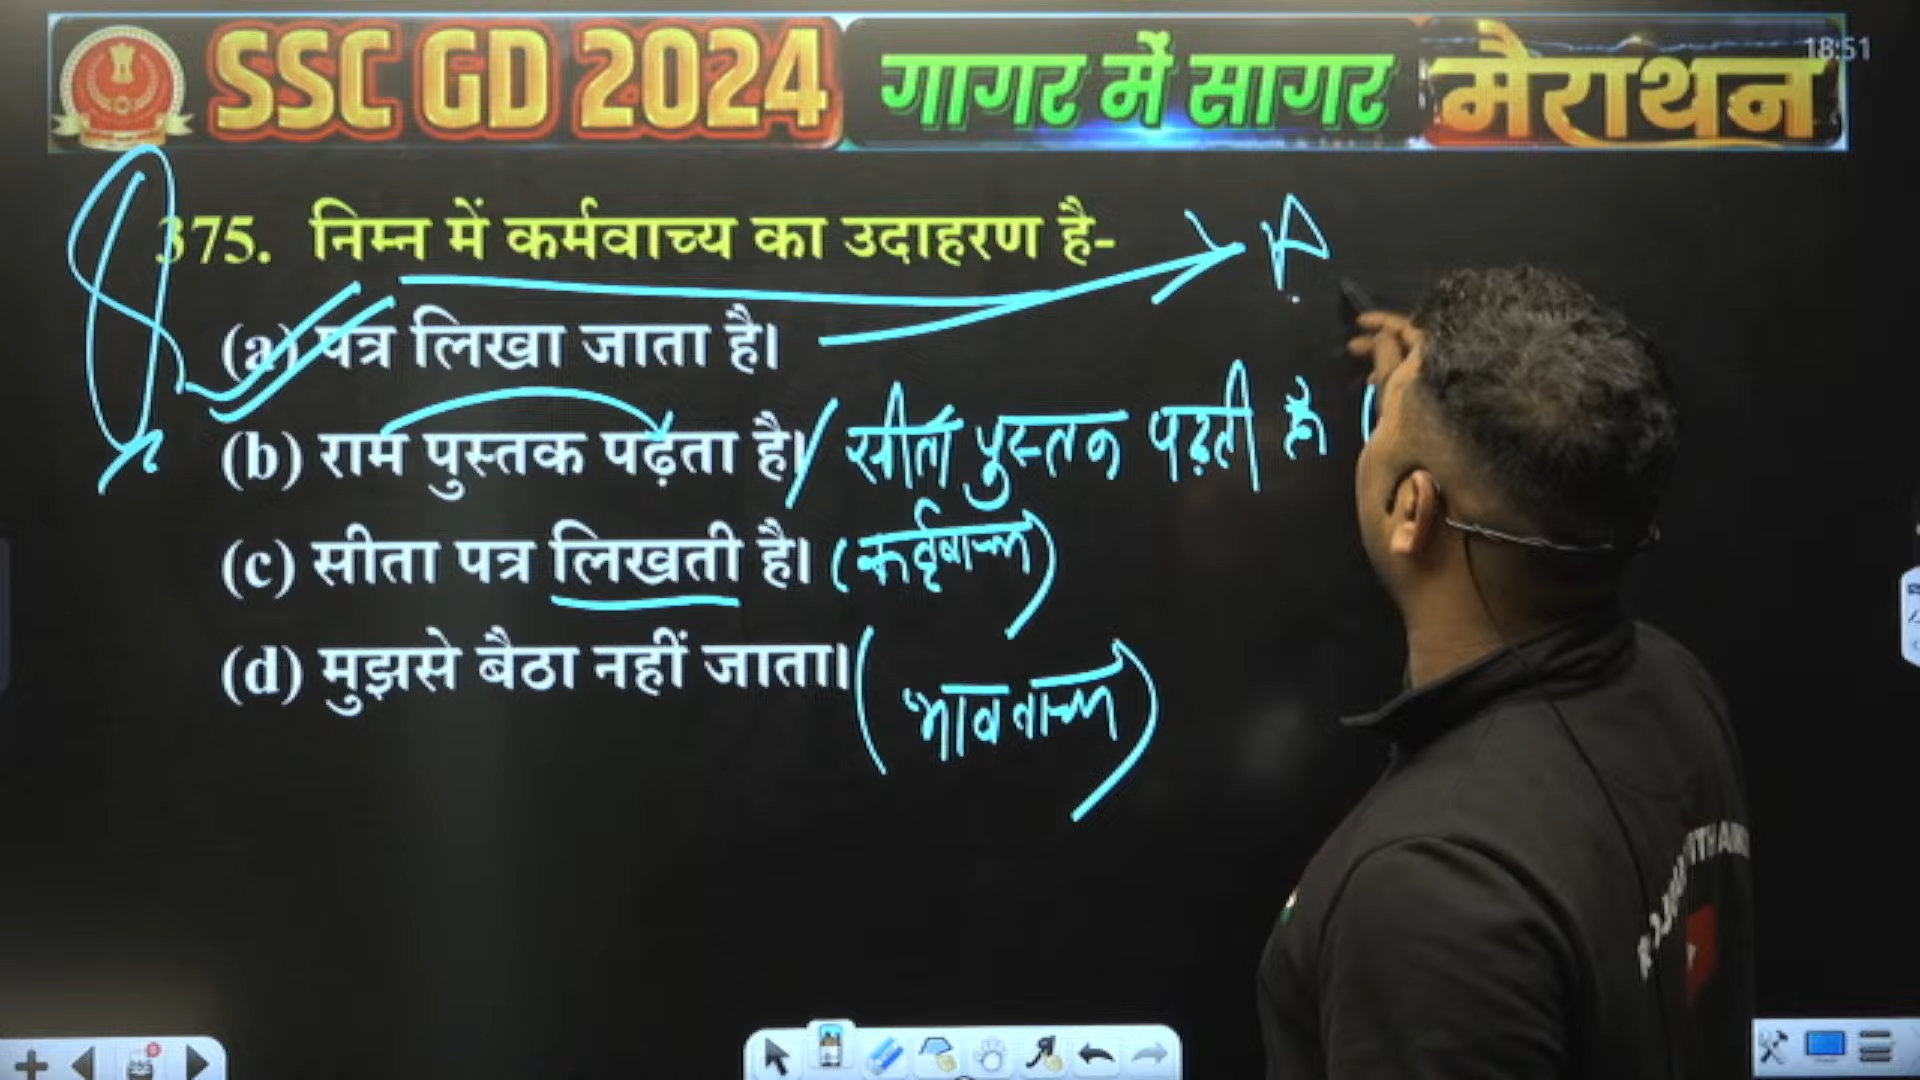 SSC GD 2024 गागर में सागर मैराथन
18:51
375. निम्न में कर्मवाच्य का उदाहरण है-
(a) पत्र लिखा जाता है।
(b) राम पुस्तक पढ़ता है। / सीता पुस्तक पढ़ती है (
(c) सीता पत्र लिखती है। (कर्तृवाच्य)
(d) मुझसे बैठा नहीं जाता। (भाववाच्य)